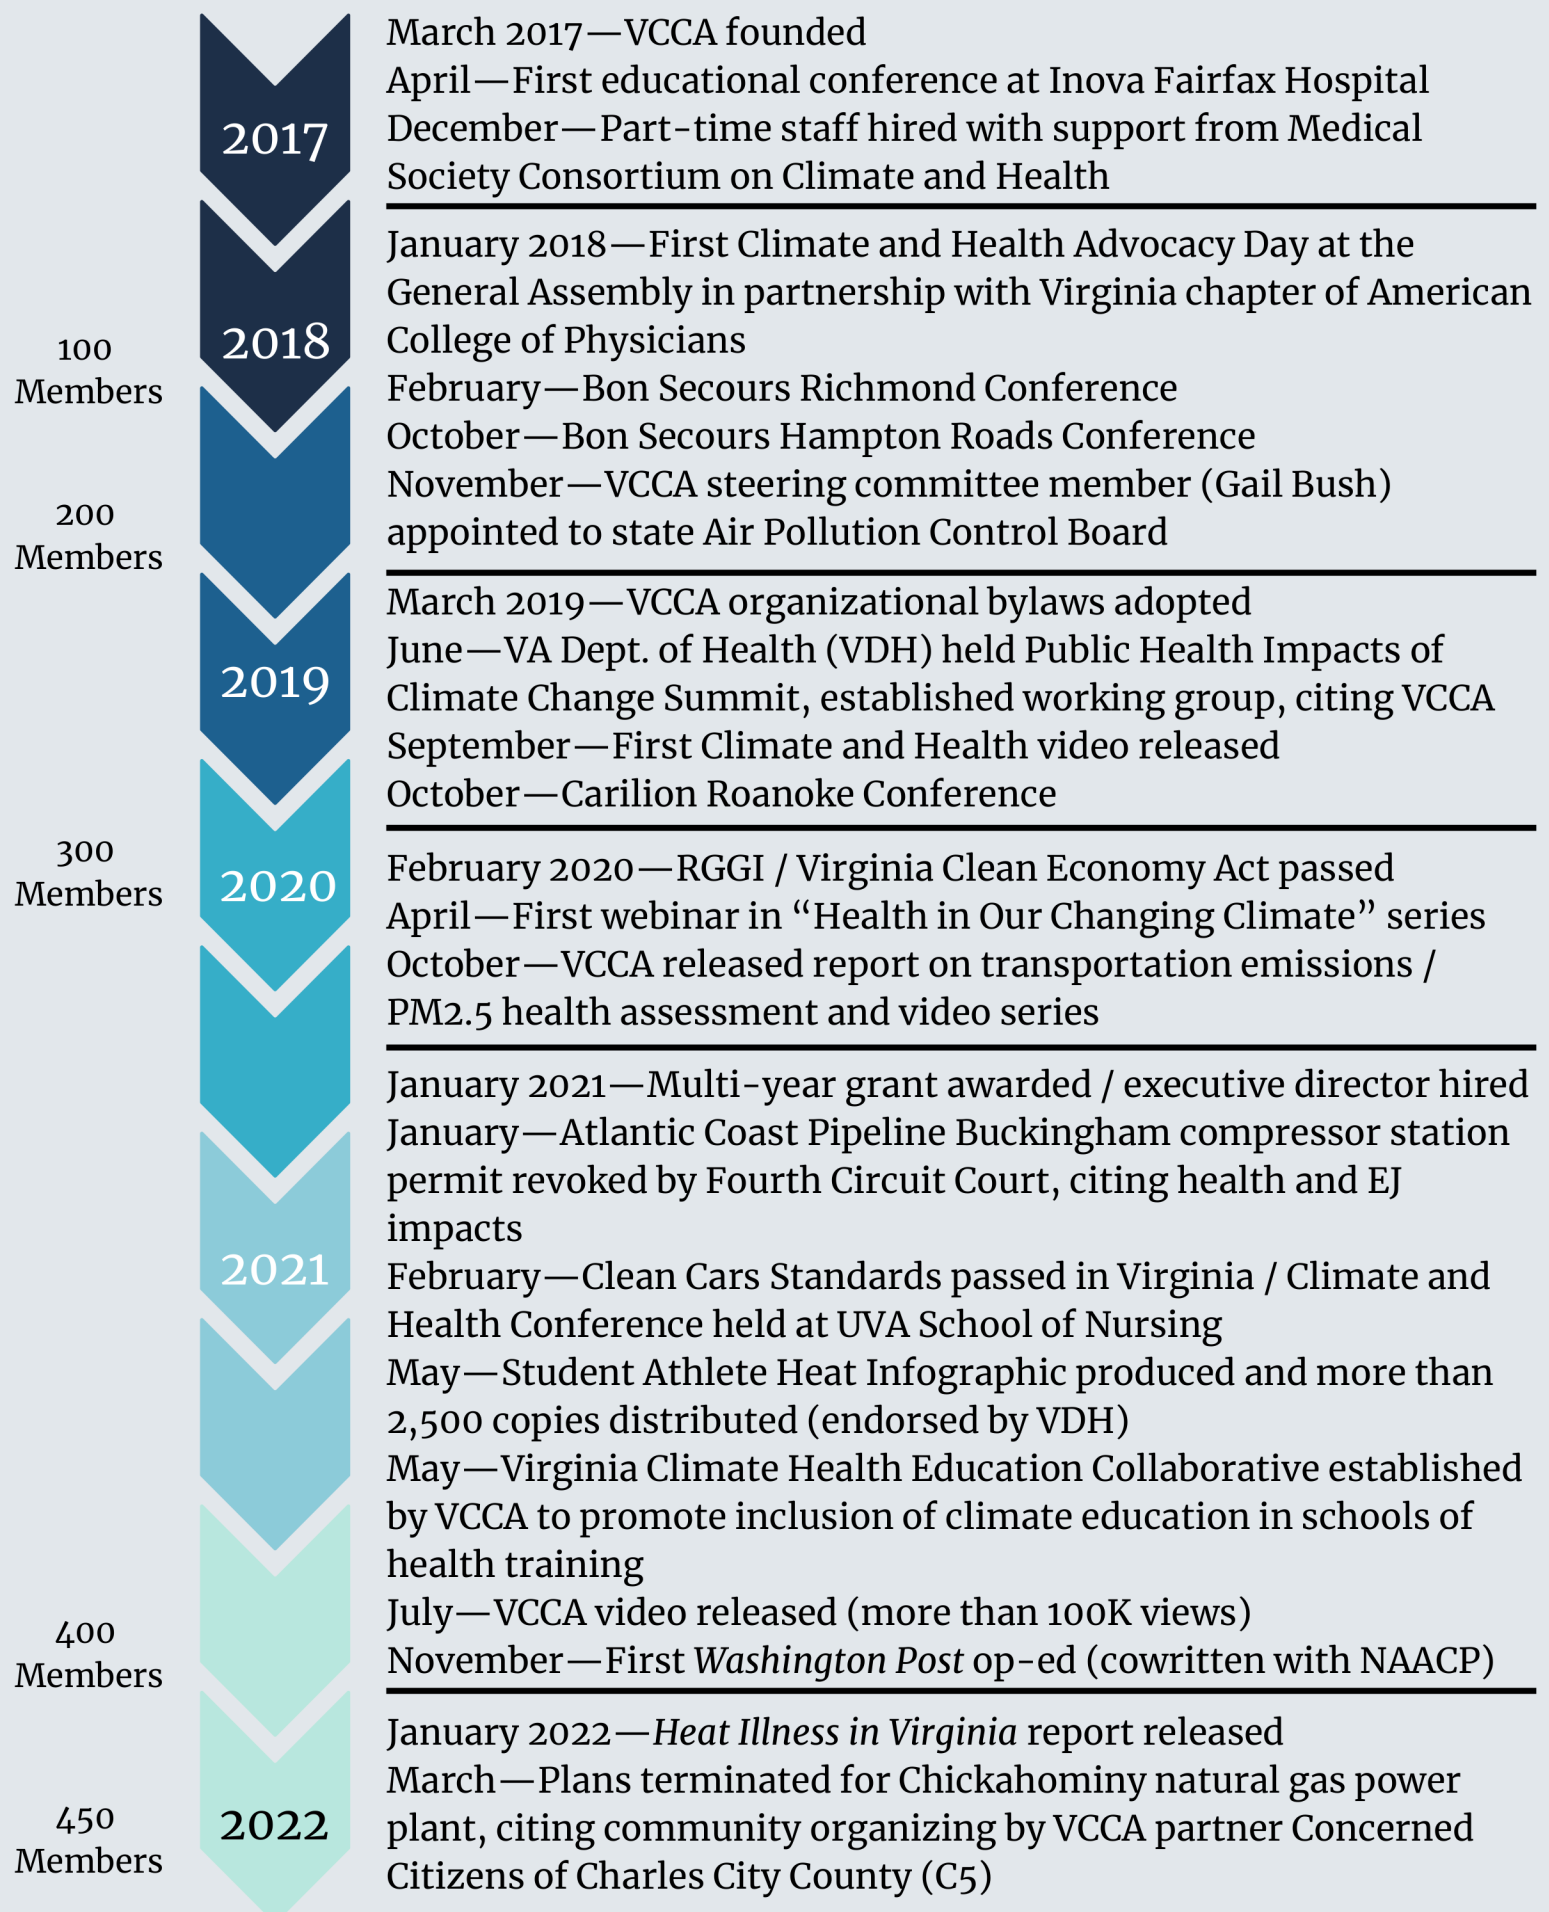 March 2017—VCCA founded
April—First educational conference at Inova Fairfax Hospital
2017
December—Part-time staff hired with support from Medical
Society Consortium on Climate and Health
January 2018—First Climate and Health Advocacy Day at the
General Assembly in partnership with Virginia chapter of American
2018
College of Physicians
100
Members
February—Bon Secours Richmond Conference
October—Bon Secours Hampton Roads Conference
November—VCCA steering committee member (Gail Bush)
appointed to state Air Pollution Control Board
200
Members
March 2019—VCCA organizational bylaws adopted
June—VA Dept. of Health (VDH) held Public Health Impacts of
2019
Climate Change Summit, established working group, citing VCCA
September—First Climate and Health video released
October—Carilion Roanoke Conference
300
Members
2020
February 2020—RGGI / Virginia Clean Economy Act passed
April—First webinar in “Health in Our Changing Climate” series
October—VCCA released report on transportation emissions /
PM2.5 health assessment and video series
January 2021—Multi-year grant awarded / executive director hired
January—Atlantic Coast Pipeline Buckingham compressor station
permit revoked by Fourth Circuit Court, citing health and EJ
impacts
2021
February—Clean Cars Standards passed in Virginia / Climate and
Health Conference held at UVA School of Nursing
May—Student Athlete Heat Infographic produced and more than
2,500 copies distributed (endorsed by VDH)
May—Virginia Climate Health Education Collaborative established
by VCCA to promote inclusion of climate education in schools of
health training
July—VCCA video released (more than 100K views)
400
Members
November—First Washington Post op-ed (cowritten with NAACP)
January 2022—Heat Illness in Virginia report released
March—Plans terminated for Chickahominy natural gas power
450
Members
2022
plant, citing community organizing by VCCA partner Concerned
Citizens of Charles City County (C5)